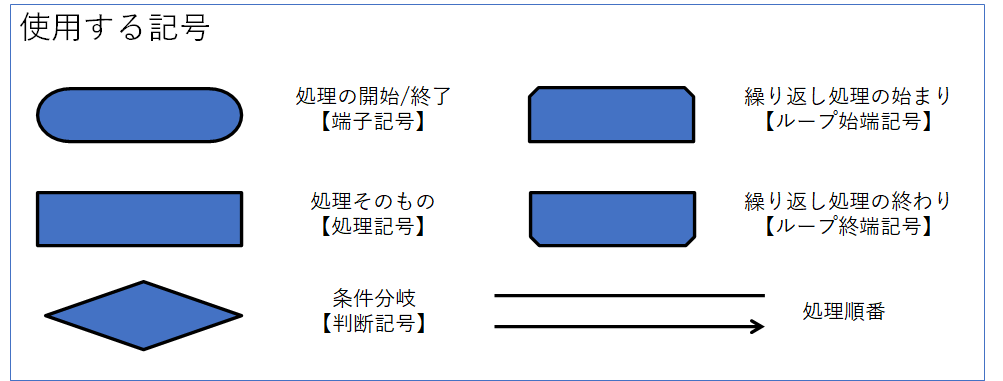 使用する記号
処理の開始/終了
【端子記号】
繰り返し処理の始まり
【ループ始端記号】
処理そのもの
【処理記号】
繰り返し処理の終わり
【ループ終端記号】
条件分岐
【判断記号】
処理順番